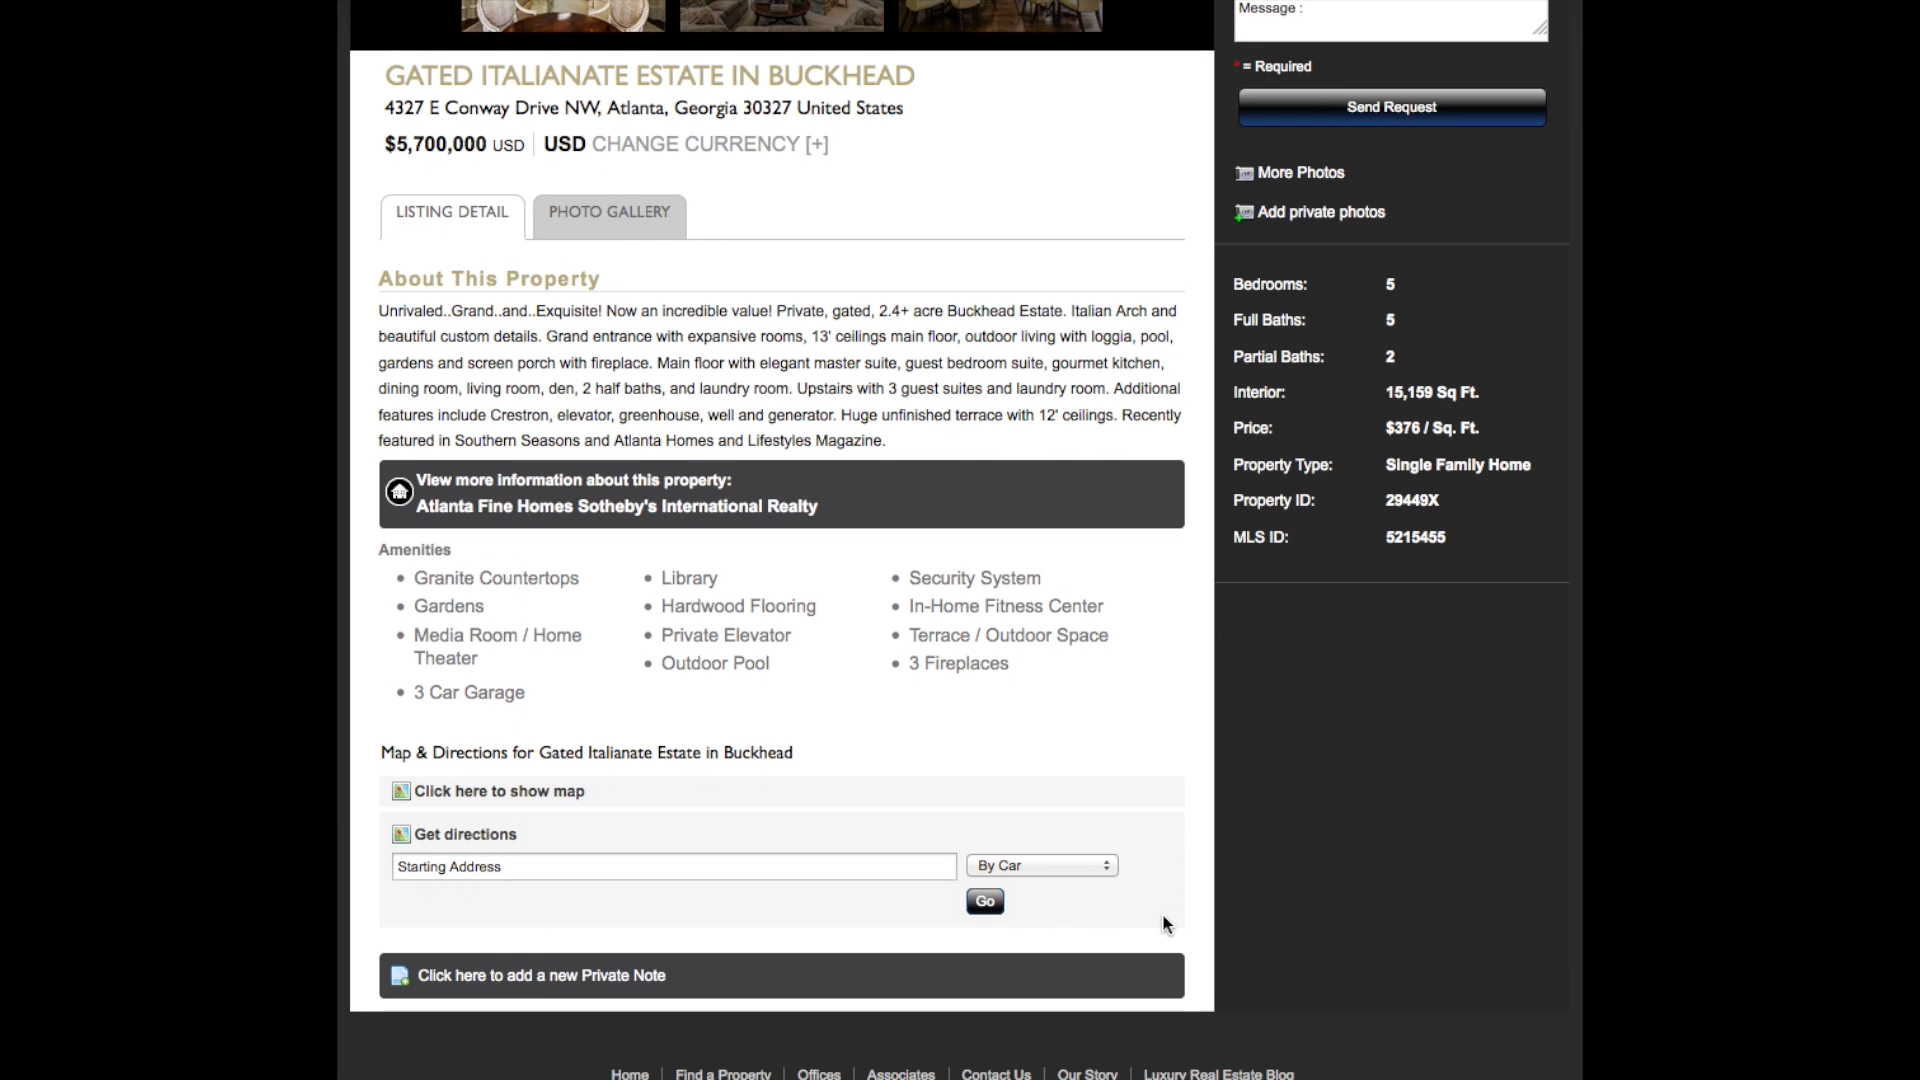 GATED ITALIANATE ESTATE IN BUCKHEAD
4327 E Conway Drive NW, Atlanta, Georgia 30327 United States
$5,700,000 USD USD CHANGE CURRENCY [+]
LISTING DETAIL
PHOTO GALLERY
About This Property
Unrivaled..Grand..and..Exquisite! Now an incredible value! Private, gated, 2.4+ acre Buckhead Estate. Italian Arch and
beautiful custom details. Grand entrance with expansive rooms, 13' ceilings main floor, outdoor living with loggia, pool,
gardens and screen porch with fireplace. Main floor with elegant master suite, guest bedroom suite, gourmet kitchen,
dining room, living room, den, 2 half baths, and laundry room. Upstairs with 3 guest suites and laundry room. Additional
features include Crestron, elevator, greenhouse, well and generator. Huge unfinished terrace with 12' ceilings. Recently
featured in Southern Seasons and Atlanta Homes and Lifestyles Magazine.
View more information about this property:
Atlanta Fine Homes Sotheby's International Realty
Amenities
• Granite Countertops
• Gardens
• Media Room / Home
Theater
• 3 Car Garage
• Library
• Hardwood Flooring
• Private Elevator
• Outdoor Pool
• Security System
• In-Home Fitness Center
• Terrace / Outdoor Space
• 3 Fireplaces
Map & Directions for Gated Italianate Estate in Buckhead
Click here to show map
Get directions
Starting Address
By Car
Go
Click here to add a new Private Note
Message :
* = Required
Send Request
More Photos
Add private photos
Bedrooms: 5
Full Baths: 5
Partial Baths: 2
Interior: 15,159 Sq Ft.
Price: $376 / Sq. Ft.
Property Type: Single Family Home
Property ID: 29449X
MLS ID: 5215455
Home | Find a Property | Offices | Associates | Contact Us | Our Story | Luxury Real Estate Blog